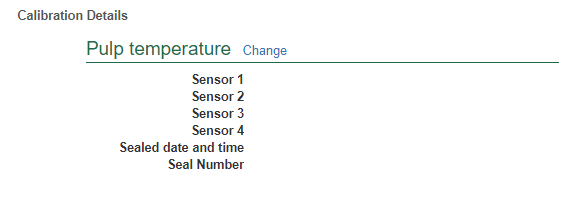 Calibration Details
Pulp temperature Change
Sensor 1
Sensor 2
Sensor 3
Sensor 4
Sealed date and time
Seal Number